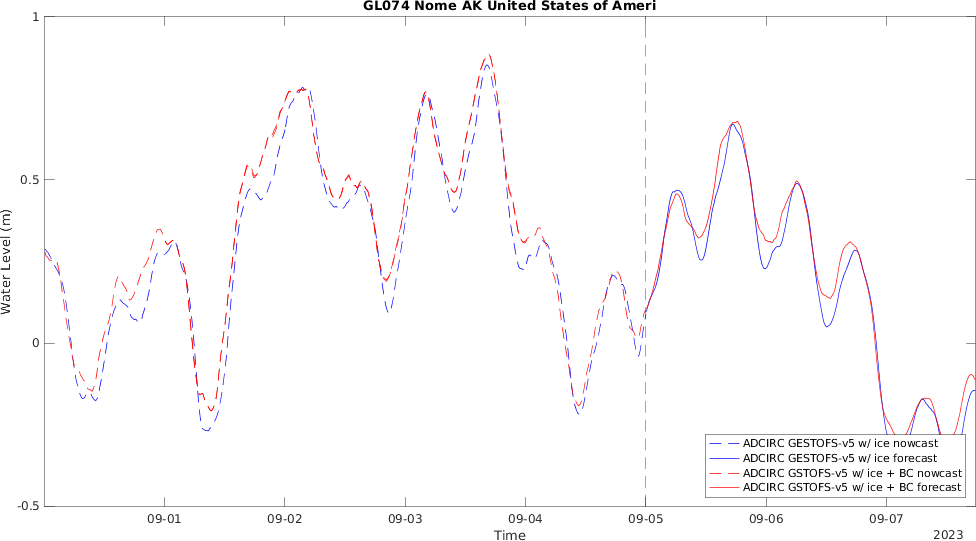 GL074 Nome AK United States of Ameri
1
0.5
0
-0.5
Water Level (m)
ADCIRC GESTOFS-v5 w/ ice nowcast
ADCIRC GESTOFS-v5 w/ ice forecast
ADCIRC GSTOFS-v5 w/ ice + BC nowcast
ADCIRC GSTOFS-v5 w/ ice + BC forecast
09-01 09-02 09-03 09-04 09-05 09-06 09-07
Time
2023